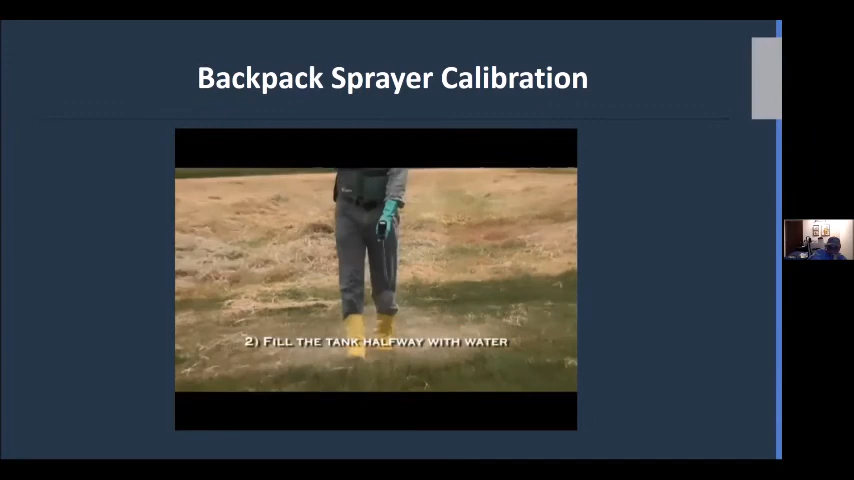 Backpack Sprayer Calibration
2) Fill the tank halfway with water